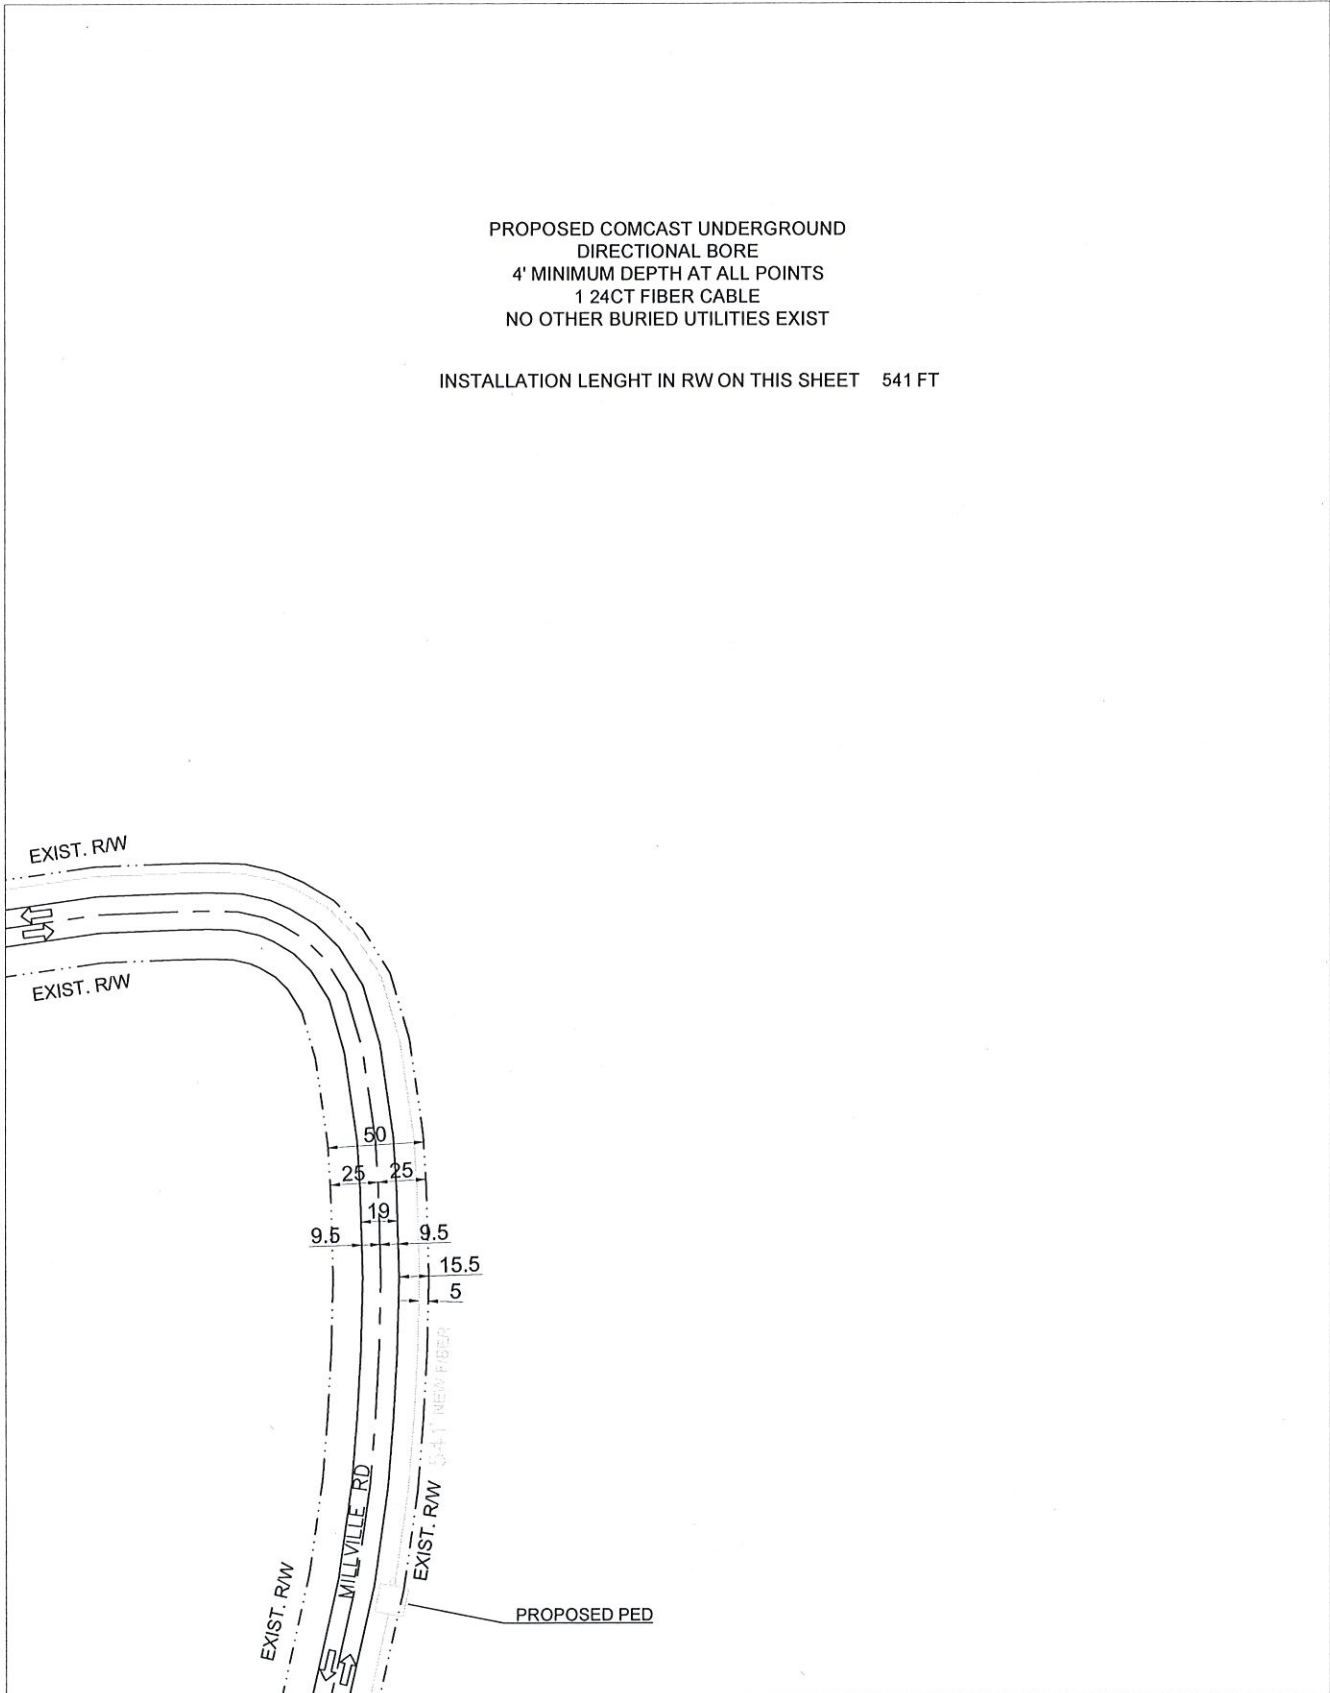 PROPOSED COMCAST UNDERGROUND
DIRECTIONAL BORE
4' MINIMUM DEPTH AT ALL POINTS
1 24CT FIBER CABLE
NO OTHER BURIED UTILITIES EXIST
INSTALLATION LENGHT IN RW ON THIS SHEET 541 FT
EXIST. R/W
EXIST. R/W
50
25 25
19
9.5 9.5
15.5
5
541' NEW FIBER
MILLVILLE RD
EXIST. R/W
EXIST. R/W
PROPOSED PED